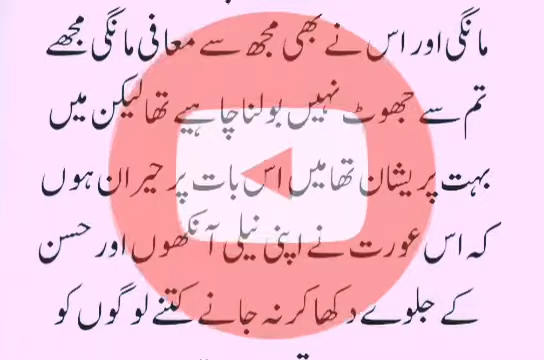 مانگی اور اس نے بھی مجھ سے معافی مانگی مجھے
تم سے جھوٹ نہیں بولنا چاہیے تھا لیکن میں
بہت پریشان تھا میں اس بات پر حیران ہوں
کہ اس عورت نے اپنی نیلی آنکھوں اور حسن
کے جلوے دکھا کر نہ جانے کتنے لوگوں کو